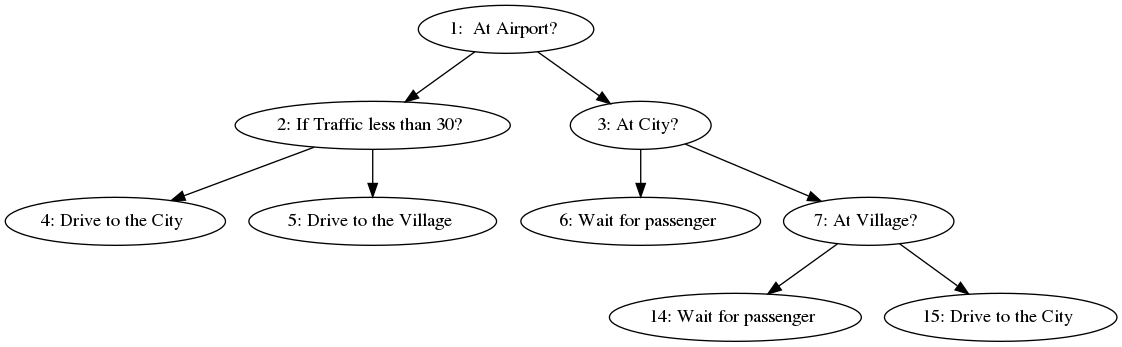 1:  At Airport?
2: If Traffic less than 30?
3: At City?
4: Drive to the City
5: Drive to the Village
6: Wait for passenger
7: At Village?
14: Wait for passenger
15: Drive to the City